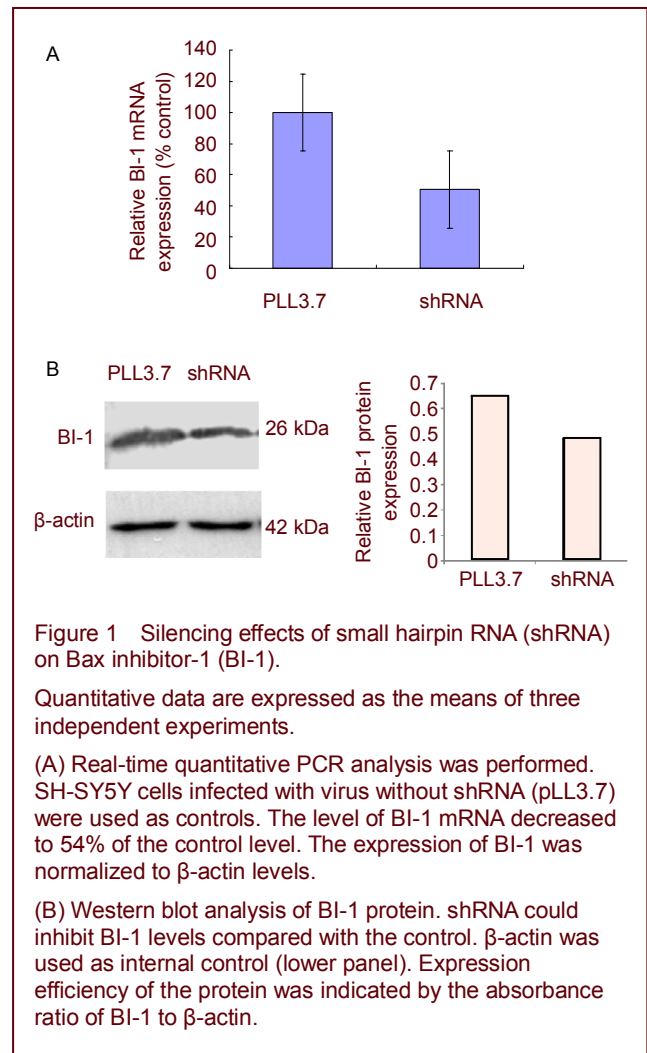 A
Relative BI-1 mRNA
expression (% control)
140
120
100
80
60
40
20
0
PLL3.7 shRNA
B
PLL3.7 shRNA
BI-1
26 kDa
β-actin
42 kDa
Relative BI-1 protein
expression
0.7
0.6
0.5
0.4
0.3
0.2
0.1
0
PLL3.7 shRNA
Figure 1 Silencing effects of small hairpin RNA (shRNA)
on Bax inhibitor-1 (BI-1).
Quantitative data are expressed as the means of three
independent experiments.
(A) Real-time quantitative PCR analysis was performed.
SH-SY5Y cells infected with virus without shRNA (pLL3.7)
were used as controls. The level of BI-1 mRNA decreased
to 54% of the control level. The expression of BI-1 was
normalized to β-actin levels.
(B) Western blot analysis of BI-1 protein. shRNA could
inhibit BI-1 levels compared with the control. β-actin was
used as internal control (lower panel). Expression
efficiency of the protein was indicated by the absorbance
ratio of BI-1 to β-actin.